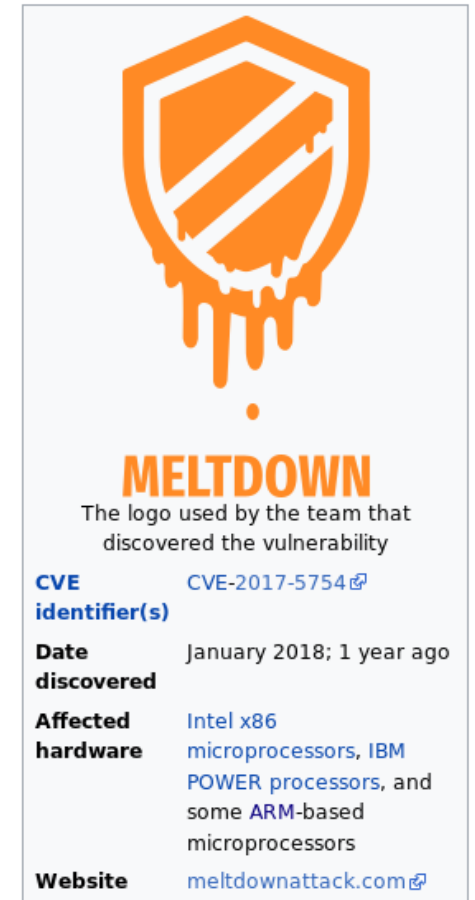 MELTDOWN
The logo used by the team that
discovered the vulnerability
CVE identifier(s) CVE-2017-5754
Date discovered January 2018; 1 year ago
Affected hardware Intel x86
microprocessors, IBM
POWER processors, and
some ARM-based
microprocessors
Website meltdownattack.com